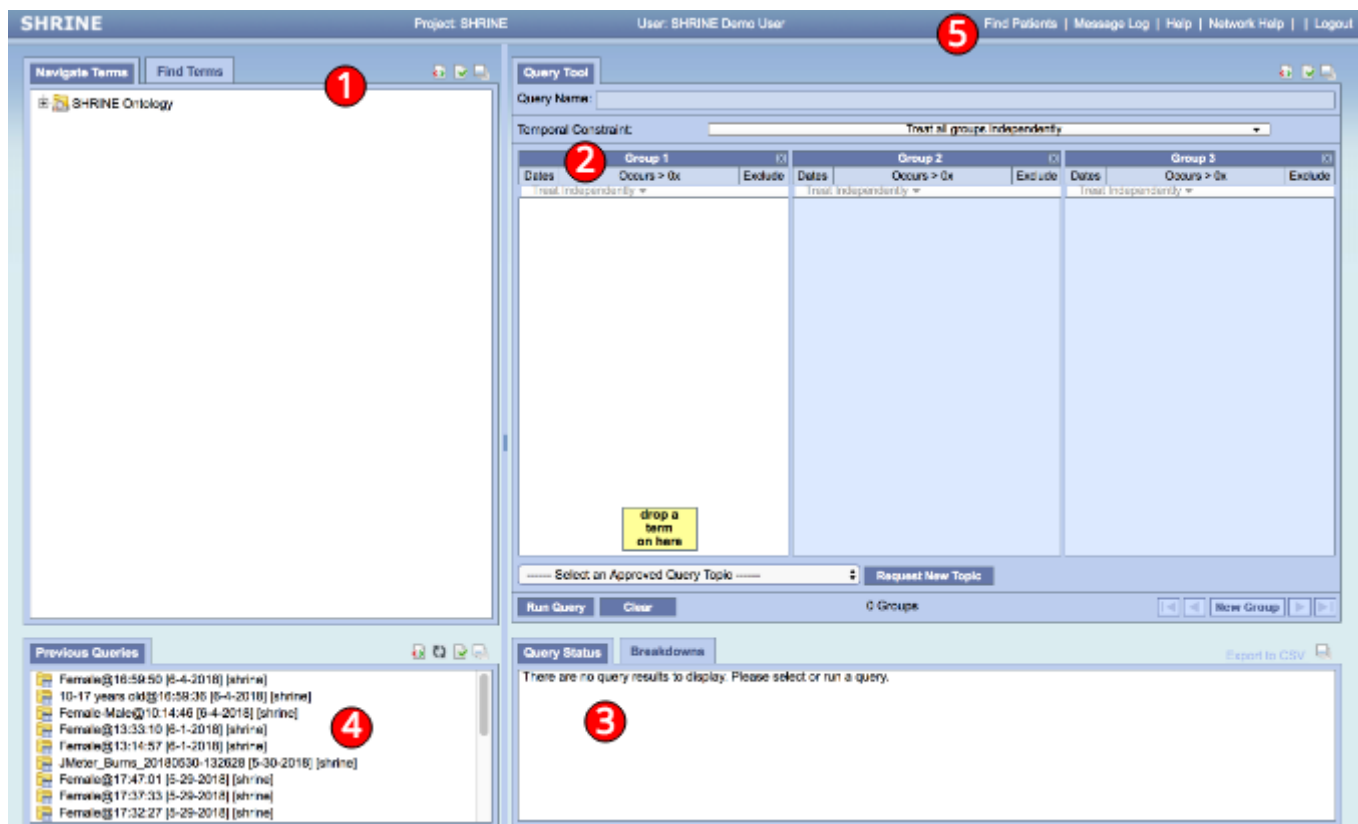 SHRINE Project: SHRINE User: SHRINE Demo User 5 Find Patients | Message Log | Help | Network Help | | Logout
Navigate Terms Find Terms 1
SHRINE Ontology
Query Tool
Query Name:
Temporal Constraint: Treat all groups independently
2
Group 1 Group 2 Group 3
Dates Occurs > 0x Exclude Dates Occurs > 0x Exclude Dates Occurs > 0x Exclude
Treat Independently Treat Independently Treat Independently
drop a
term
on here
------ Select an Approved Query Topic ------ Request New Topic
Run Query Clear 0 Groups New Group
Previous Queries
Female@16:59:50 [6-4-2018] [shrine]
10-17 years old@16:59:36 [6-4-2018] [shrine]
Female-Male@10:14:46 [6-4-2018] [shrine]
Female@13:33:10 [6-1-2018] [shrine]
Female@13:14:57 [6-1-2018] [shrine]
JMeter_Burns_20180530-132628 [5-30-2018] [shrine]
Female@17:47:01 [5-29-2018] [shrine]
Female@17:37:33 [5-29-2018] [shrine]
Female@17:32:27 [5-29-2018] [shrine]
4
Query Status Breakdowns Export to CSV
There are no query results to display. Please select or run a query.
3